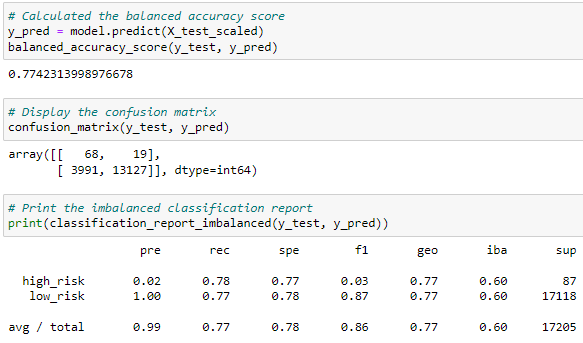 # Calculated the balanced accuracy score
y_pred = model.predict(X_test_scaled)
balanced_accuracy_score(y_test, y_pred)
0.7742313998976678
# Display the confusion matrix
confusion_matrix(y_test, y_pred)
array([[   68,    19],
       [ 3991, 13127]], dtype=int64)
# Print the imbalanced classification report
print(classification_report_imbalanced(y_test, y_pred))
                   pre       rec       spe        f1       geo       iba       sup
  high_risk       0.02      0.78      0.77      0.03      0.77      0.60        87
   low_risk       1.00      0.77      0.78      0.87      0.77      0.60     17118
avg / total       0.99      0.77      0.78      0.86      0.77      0.60     17205